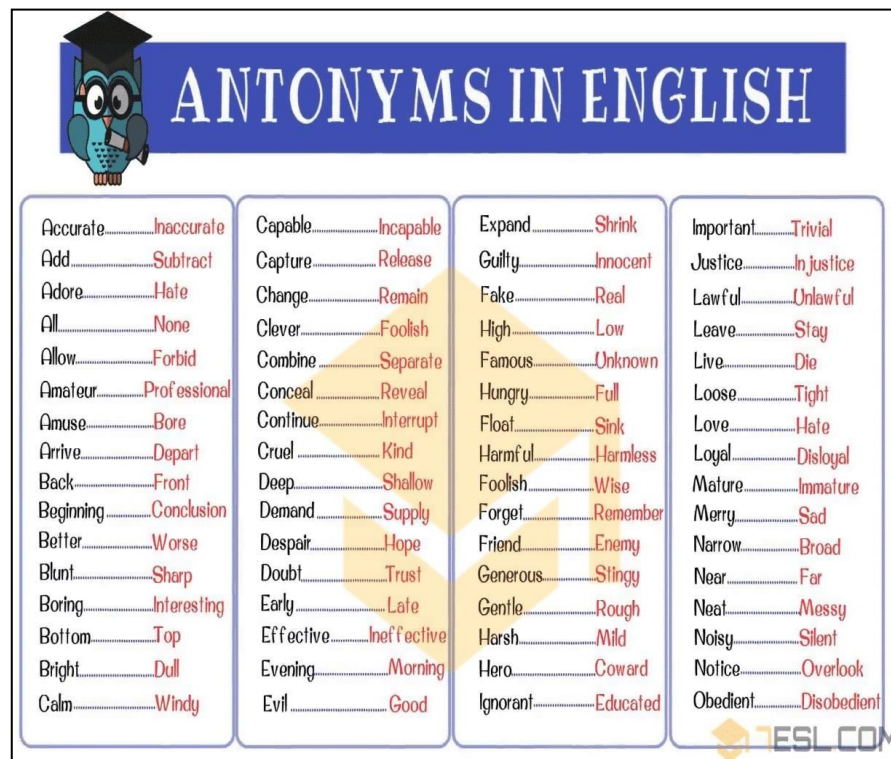 ANTONYMS IN ENGLISH
Accurate..........Inaccurate
Add..........Subtract
Adore..........Hate
All..........None
Allow..........Forbid
Amateur..........Professional
Amuse..........Bore
Arrive..........Depart
Back..........Front
Beginning..........Conclusion
Better..........Worse
Blunt..........Sharp
Boring..........Interesting
Bottom..........Top
Bright..........Dull
Calm..........Windy
Capable..........Incapable
Capture..........Release
Change..........Remain
Clever..........Foolish
Combine..........Separate
Conceal..........Reveal
Continue..........Interrupt
Cruel..........Kind
Deep..........Shallow
Demand..........Supply
Despair..........Hope
Doubt..........Trust
Early..........Late
Effective..........Ineffective
Evening..........Morning
Evil..........Good
Expand..........Shrink
Guilty..........Innocent
Fake..........Real
High..........Low
Famous..........Unknown
Hungry..........Full
Float..........Sink
Harmful..........Harmless
Foolish..........Wise
Forget..........Remember
Friend..........Enemy
Generous..........Stingy
Gentle..........Rough
Harsh..........Mild
Hero..........Coward
Ignorant..........Educated
Important..........Trivial
Justice..........Injustice
Lawful..........Unlawful
Leave..........Stay
Live..........Die
Loose..........Tight
Love..........Hate
Loyal..........Disloyal
Mature..........Immature
Merry..........Sad
Narrow..........Broad
Near..........Far
Neat..........Messy
Noisy..........Silent
Notice..........Overlook
Obedient..........Disobedient
7ESL.COM